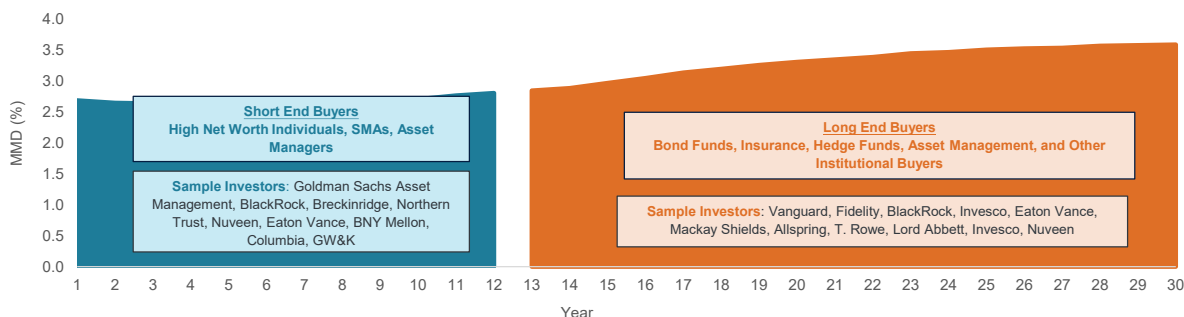 4.0
3.5
3.0
2.5
2.0
1.5
1.0
0.5
0.0
MMD (%)
Short End Buyers
High Net Worth Individuals, SMAs, Asset
Managers
Sample Investors: Goldman Sachs Asset
Management, BlackRock, Breckinridge, Northern
Trust, Nuveen, Eaton Vance, BNY Mellon,
Columbia, GW&K
Long End Buyers
Bond Funds, Insurance, Hedge Funds, Asset Management, and Other
Institutional Buyers
Sample Investors: Vanguard, Fidelity, BlackRock, Invesco, Eaton Vance,
Mackay Shields, Allspring, T. Rowe, Lord Abbett, Invesco, Nuveen
1 2 3 4 5 6 7 8 9 10 11 12 13 14 15 16 17 18 19 20 21 22 23 24 25 26 27 28 29 30
Year